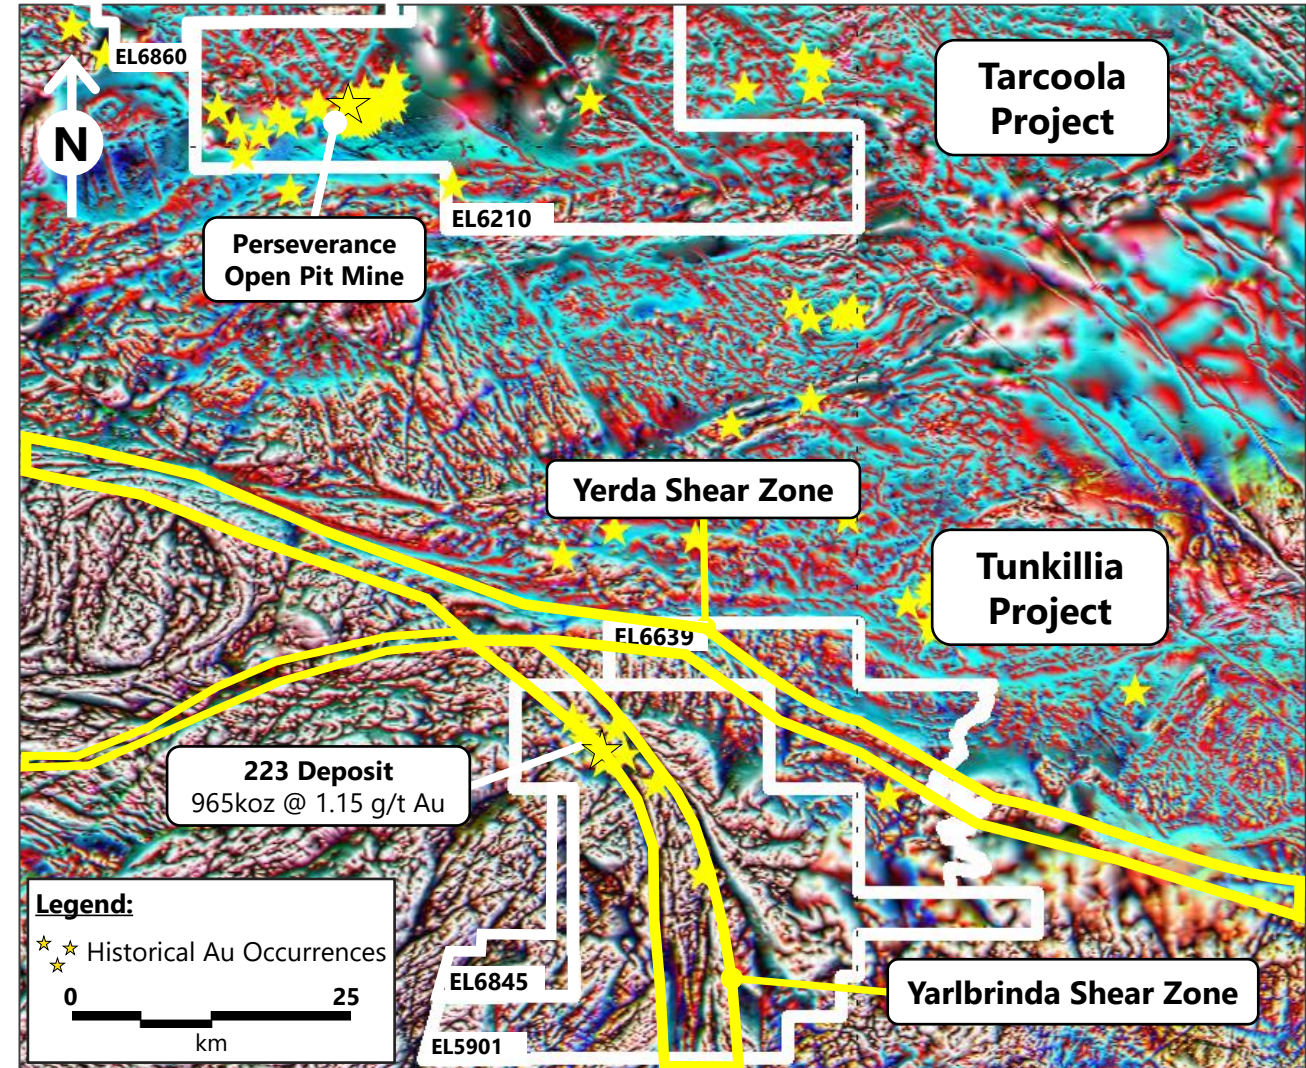 EL6860
N
Tarcoola
Project
EL6210
Perseverance
Open Pit Mine
Yerda Shear Zone
Tunkillia
Project
EL6639
223 Deposit
965koz @ 1.15 g/t Au
Legend:
Historical Au Occurrences
0 25
km
EL6845
EL5901
Yarlbrinda Shear Zone